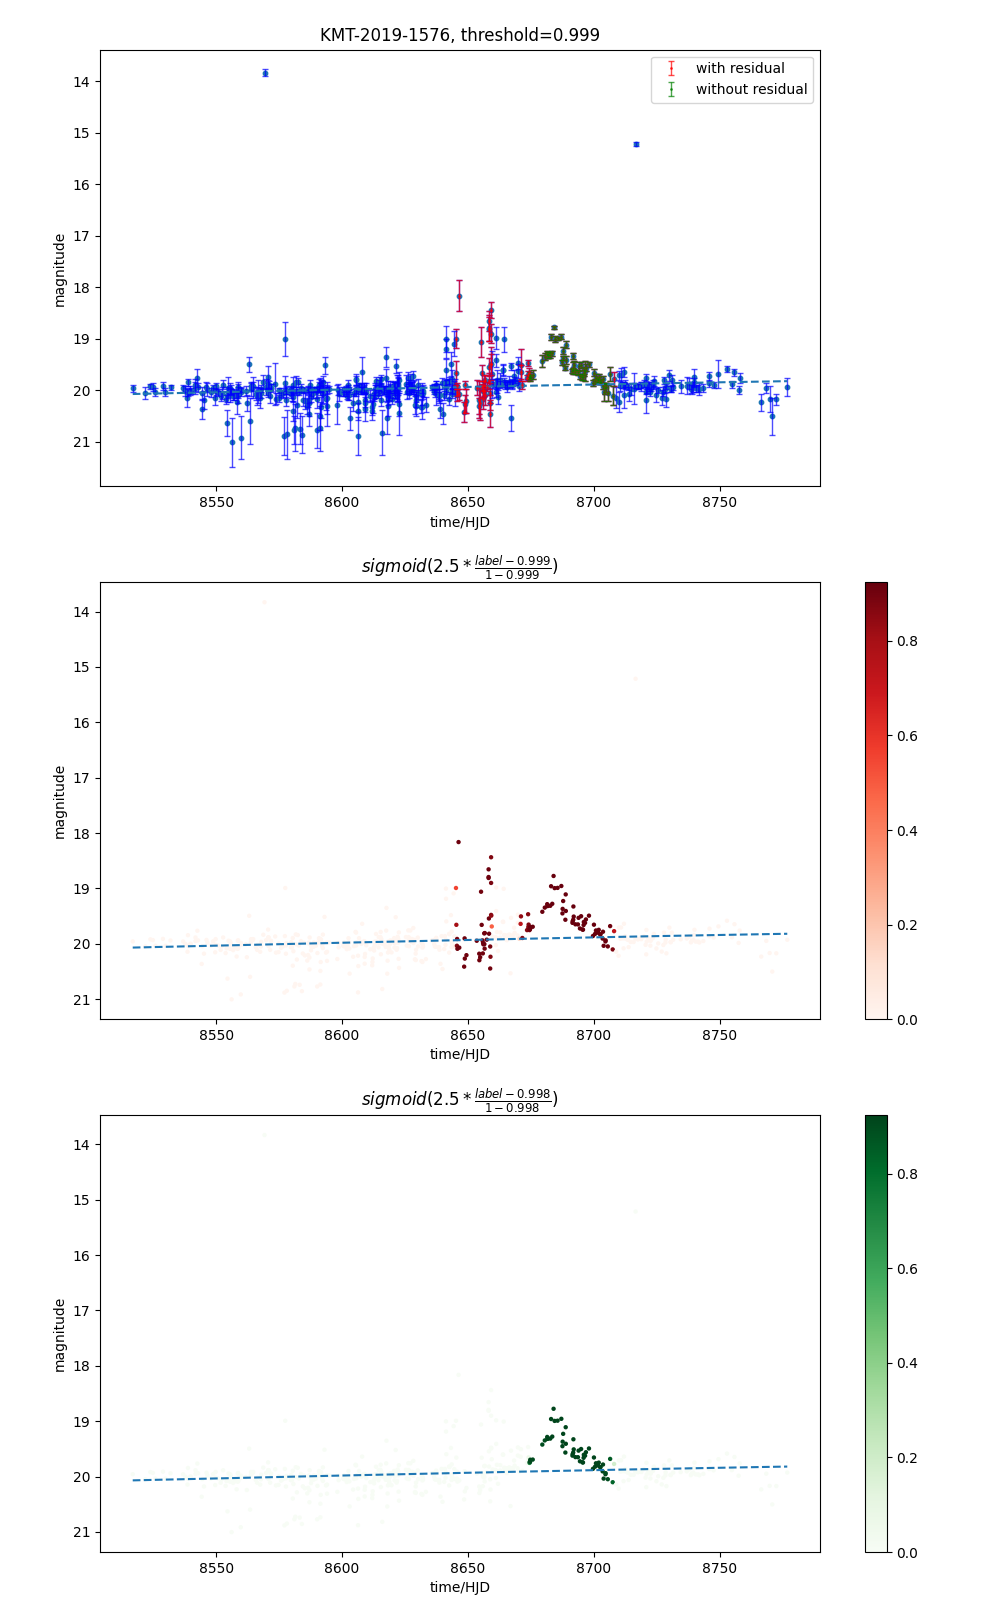 KMT-2019-1576, threshold=0.999
with residual
without residual
14
15
16
17
18
19
20
21
magnitude
8550 8600 8650 8700 8750
time/HJD
sigmoid(2.5 * \frac{label − 0.999}{1 − 0.999})
14
15
16
17
18
19
20
21
magnitude
8550 8600 8650 8700 8750
time/HJD
0.8
0.6
0.4
0.2
0.0
sigmoid(2.5 * \frac{label − 0.998}{1 − 0.998})
14
15
16
17
18
19
20
21
magnitude
8550 8600 8650 8700 8750
time/HJD
0.8
0.6
0.4
0.2
0.0